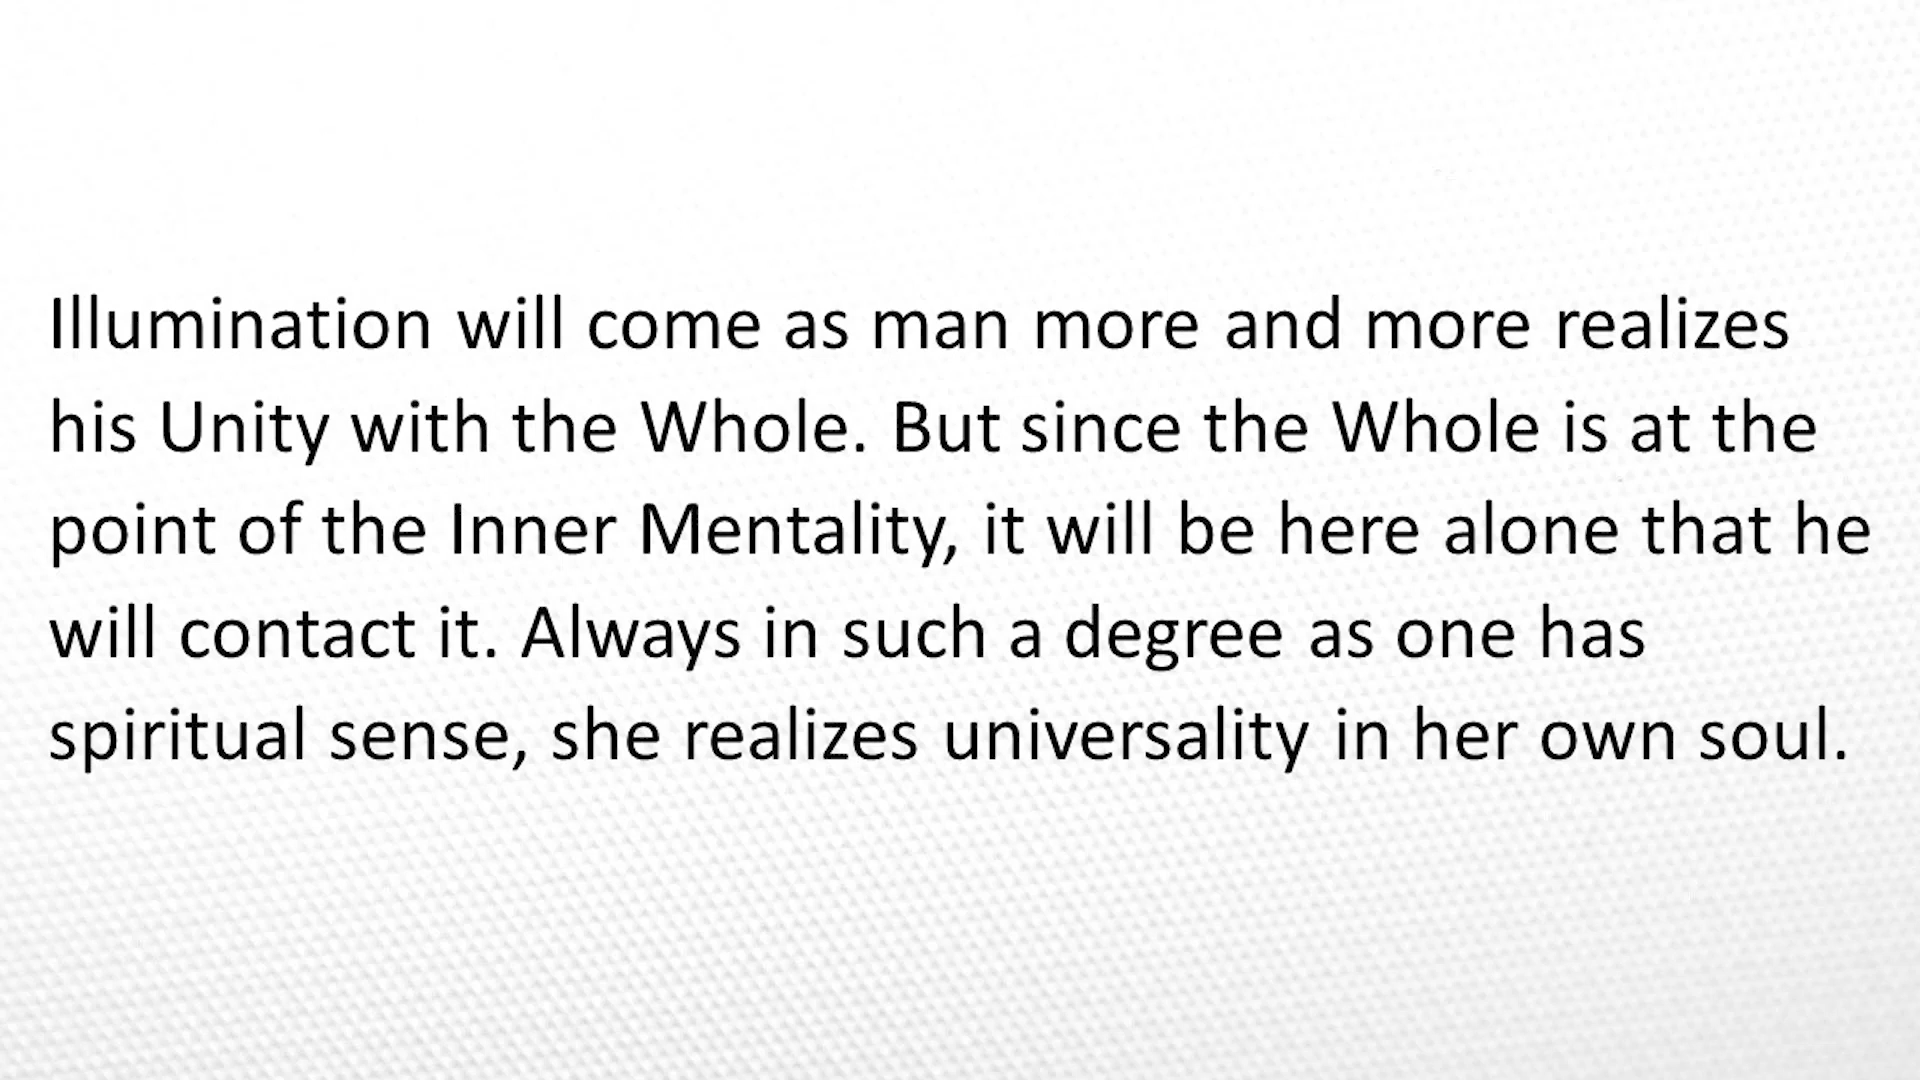 Illumination will come as man more and more realizes
his Unity with the Whole. But since the Whole is at the
point of the Inner Mentality, it will be here alone that he
will contact it. Always in such a degree as one has
spiritual sense, she realizes universality in her own soul.